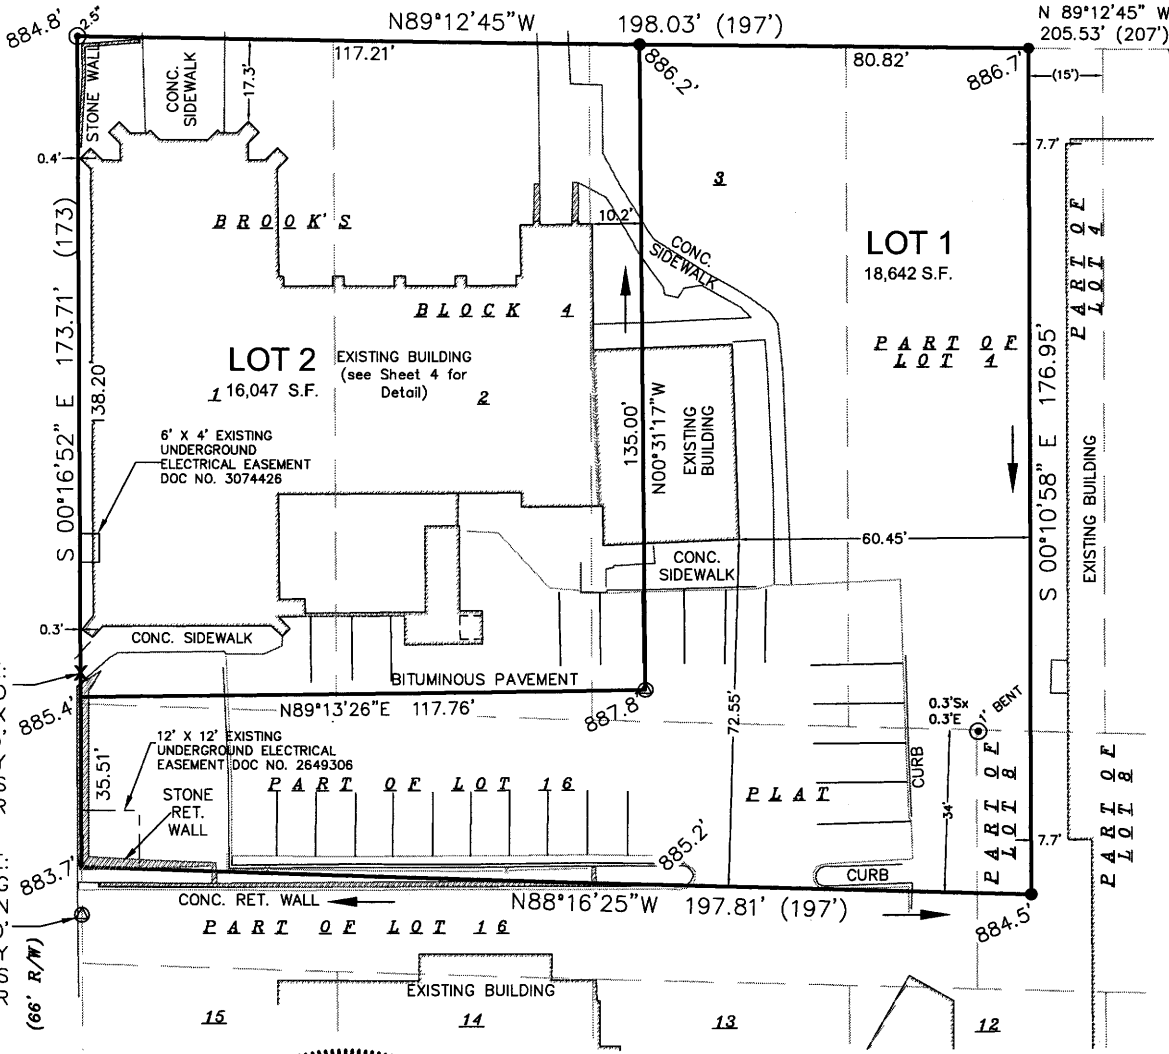 884.8'
2.5"
N89°12'45"W
198.03' (197')
N 89°12'45" W
205.53' (207')
117.21'
80.82'
886.2'
886.7'
(15')
STONE WALL
CONC.
SIDEWALK
17.3'
0.4'
7.7'
3
BROOK'S
10.2'
CONC.
SIDEWALK
LOT 1
18,642 S.F.
PART OF
LOT 4
BLOCK 4
PART OF
LOT 4
S 00°16'52" E 173.71' (173)
138.20'
LOT 2
1 16,047 S.F.
EXISTING BUILDING
(see Sheet 4 for
Detail)
2
135.00'
N00°31'17"W
EXISTING
BUILDING
S 00°10'58" E 176.95'
EXISTING BUILDING
6' X 4' EXISTING
UNDERGROUND
ELECTRICAL EASEMENT
DOC NO. 3074426
60.45'
CONC.
SIDEWALK
0.3'
CONC. SIDEWALK
BITUMINOUS PAVEMENT
885.4'
N89°13'26"E 117.76'
887.8'
72.55'
0.3'Sx
0.3'E
1" BENT
12' X 12' EXISTING
UNDERGROUND ELECTRICAL
EASEMENT DOC NO. 2649306
35.51'
STONE
RET.
WALL
PART OF LOT 16
PLAT
CURB
34'
PART OF
LOT 8
PART OF
LOT 8
885.2'
7.7'
883.7'
CURB
CONC. RET. WALL
N88°16'25"W
197.81' (197')
884.5'
PART OF LOT 16
(66' R/W)
EXISTING BUILDING
15
14
13
12